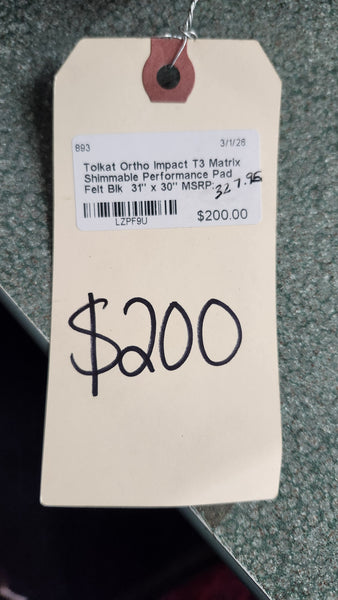 893 3/1/26
Tolkat Ortho Impact T3 Matrix
Shimmable Performance Pad
Felt Blk 31" x 30" MSRP: 327.95
$200.00
LZPF9U
$200